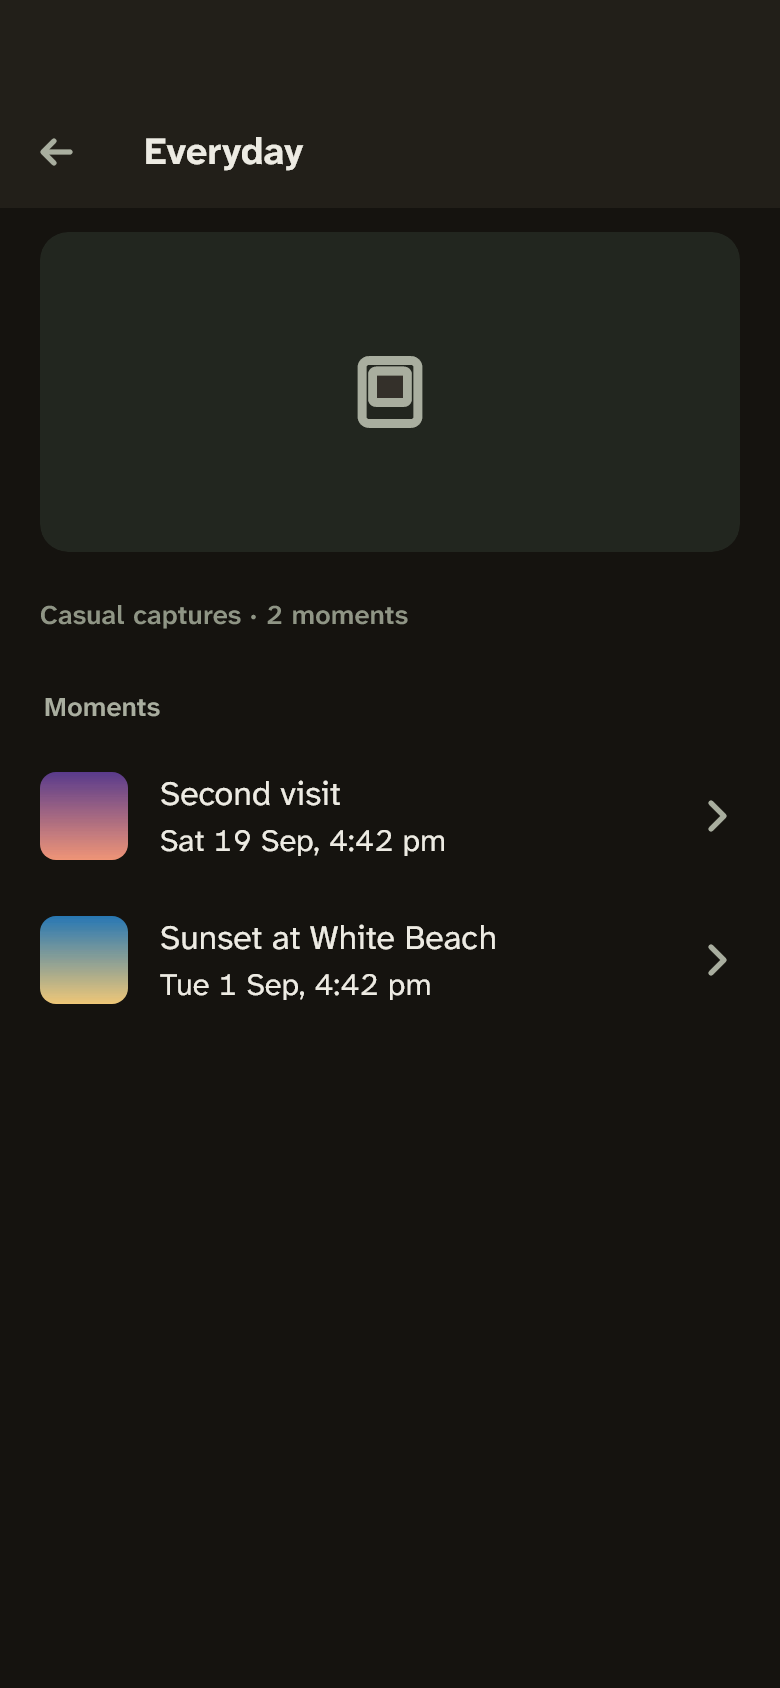 Everyday
Casual captures · 2 moments
Moments
Second visit
Sat 19 Sep, 4:42 pm
Sunset at White Beach
Tue 1 Sep, 4:42 pm